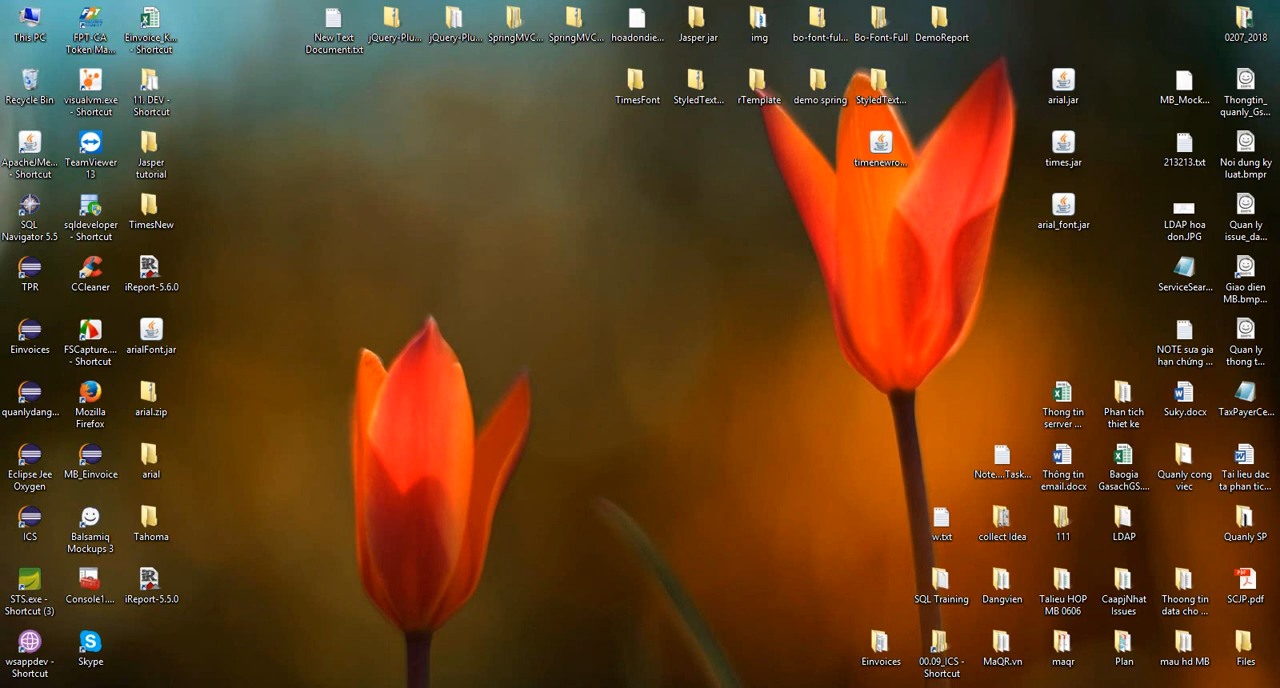 This PC
FPT-CA
Token Ma...
Einvoice_K...
- Shortcut
New Text
Document.txt
jQuery-Plu...
jQuery-Plu...
SpringMVC...
SpringMVC...
hoadondie...
Jasper.jar
img
bo-font-ful...
Bo-Font-Full
DemoReport
0207_2018
Recycle Bin
visualvm.exe
- Shortcut
11. DEV -
Shortcut
TimesFont
StyledText...
rTemplate
demo spring
StyledText...
arial.jar
MB_Mock...
Thongtin_
quanly_Gs...
ApacheJMe...
- Shortcut
TeamViewer
13
Jasper
tutorial
timenewro...
times.jar
213213.txt
Noi dung ky
luat.bmpr
SQL
Navigator 5.5
sqldeveloper
- Shortcut
TimesNew
arial_font.jar
LDAP hoa
don.JPG
Quan ly
issue_da...
TPR
CCleaner
iReport-5.6.0
ServiceSear...
Giao dien
MB.bmp...
Einvoices
FSCapture....
- Shortcut
arialFont.jar
NOTE sưa gia
hạn chứng ...
Quan ly
thong t...
quanlydang...
Mozilla
Firefox
arial.zip
Thong tin
serrver ...
Phan tich
thiet ke
Suky.docx
TaxPayerCe...
Eclipse Jee
Oxygen
MB_Einvoice
arial
Note....Task...
Thông tin
email.docx
Baogia
GasachGS....
Quanly cong
viec
Tai lieu dac
ta phan tic...
ICS
Balsamiq
Mockups 3
Tahoma
w.txt
collect Idea
111
LDAP
Quanly SP
STS.exe -
Shortcut (3)
Console1....
iReport-5.5.0
SQL Training
Dangvien
Talieu HOP
MB 0606
CaapjNhat
Issues
Thoong tin
data cho ...
SCJP.pdf
wsappdev -
Shortcut
Skype
Einvoices
00.09_ICS -
Shortcut
MaQR.vn
maqr
Plan
mau hd MB
Files